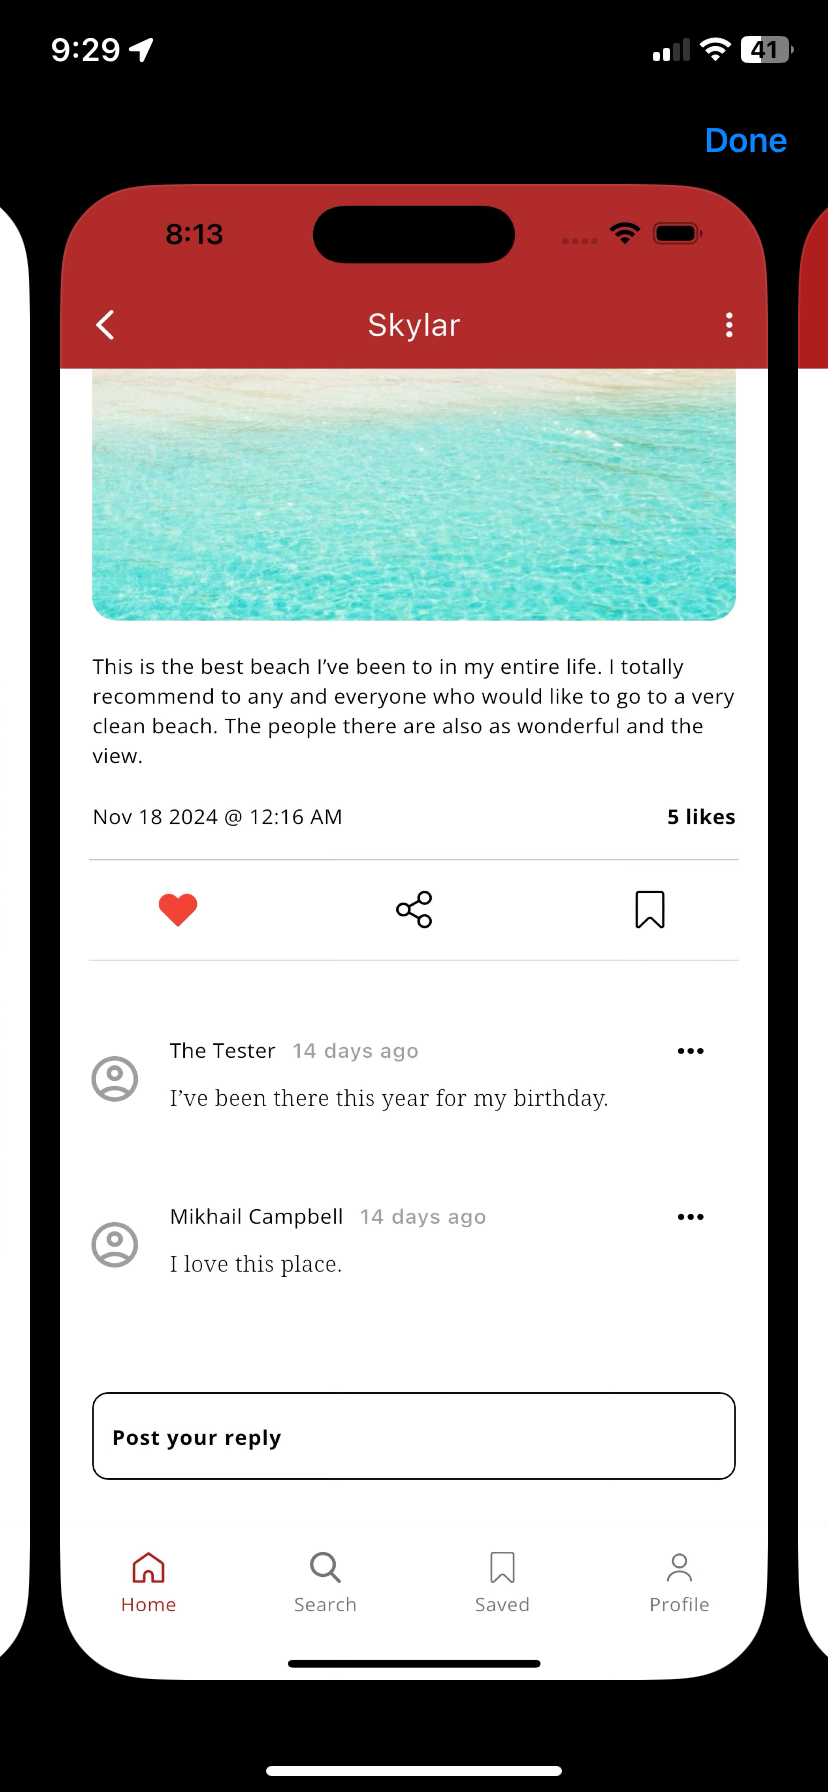 9:29
41
Done
8:13
Skylar
This is the best beach I’ve been to in my entire life. I totally
recommend to any and everyone who would like to go to a very
clean beach. The people there are also as wonderful and the
view.
Nov 18 2024 @ 12:16 AM
5 likes
The Tester 14 days ago
I’ve been there this year for my birthday.
Mikhail Campbell 14 days ago
I love this place.
Post your reply
Home
Search
Saved
Profile